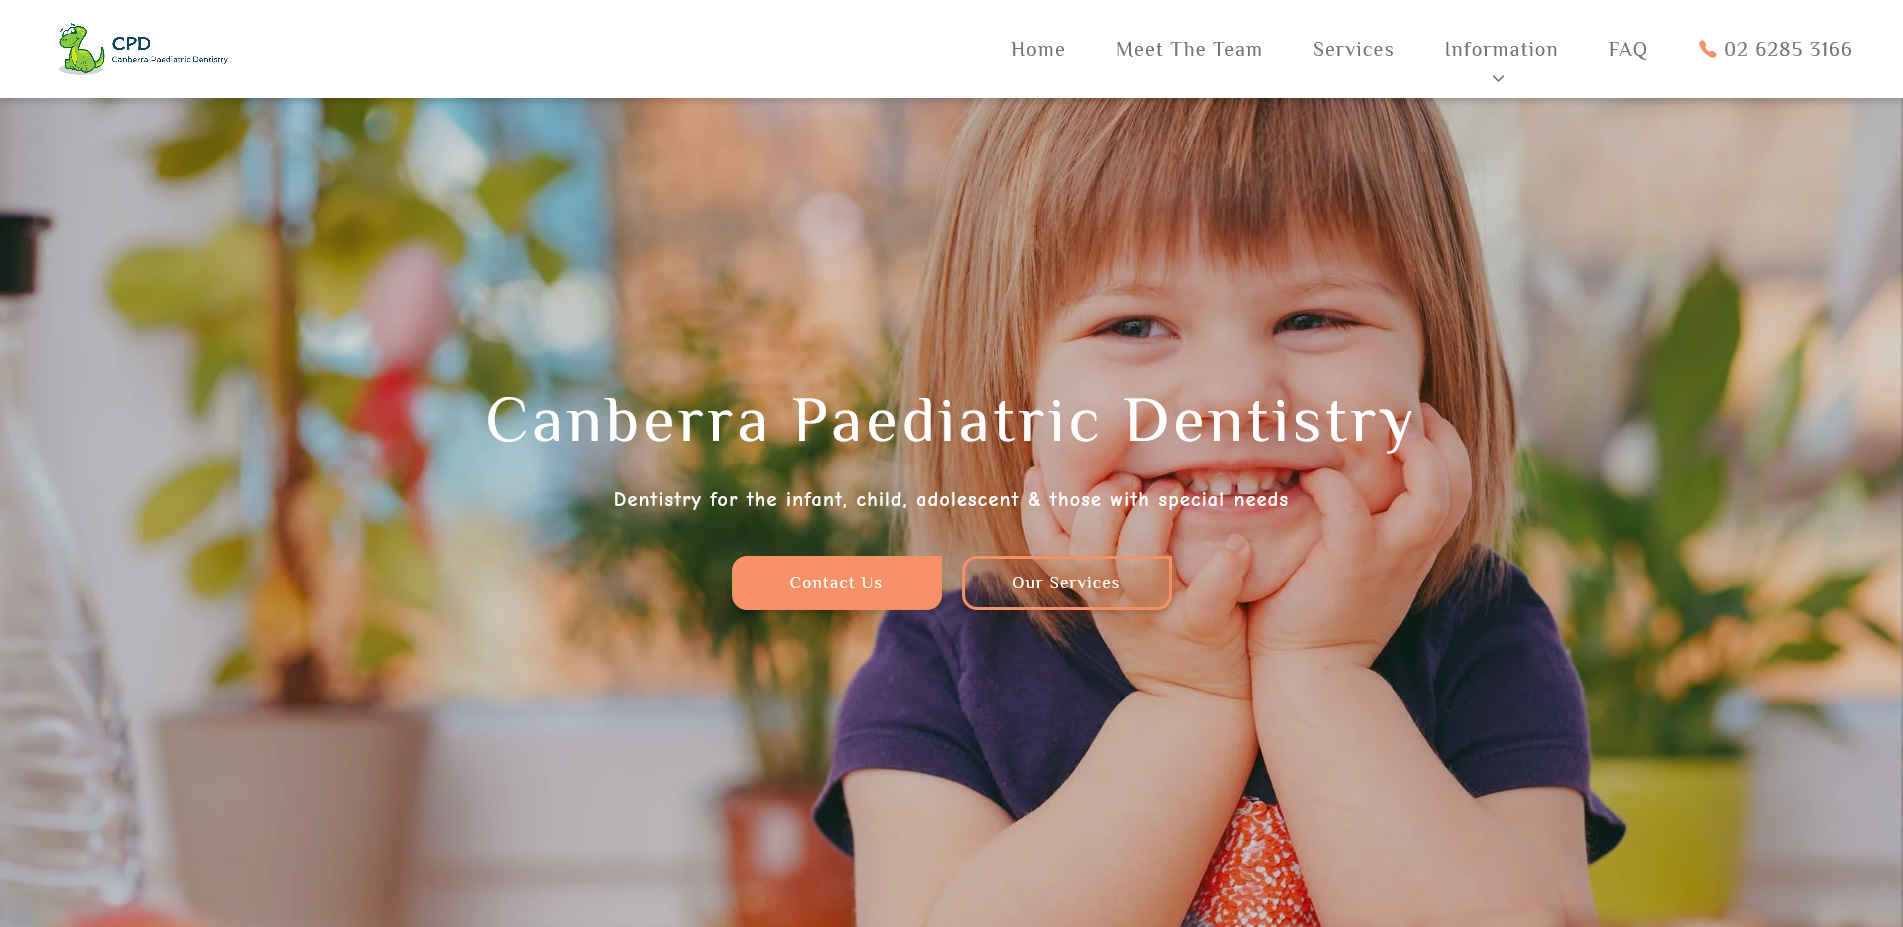 CPD
Canberra Paediatric Dentistry
Home
Meet The Team
Services
Information
FAQ
02 6285 3166
Canberra Paediatric Dentistry
Dentistry for the infant, child, adolescent & those with special needs
Contact Us
Our Services